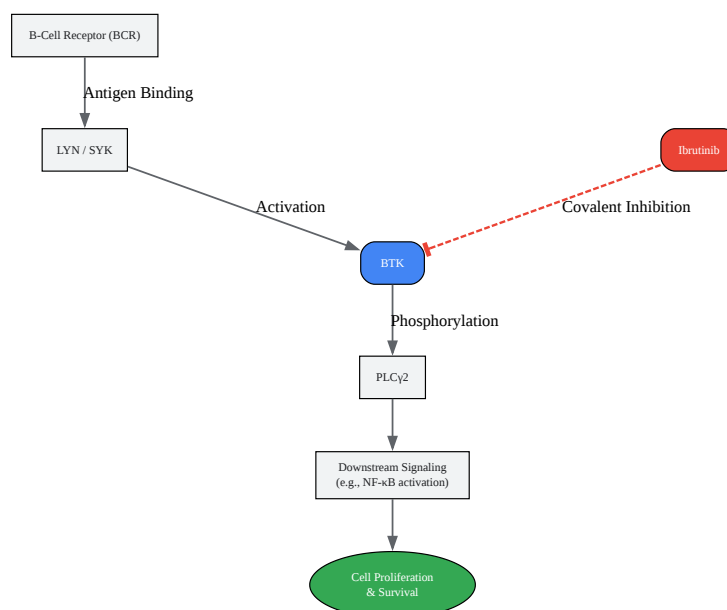 B-Cell Receptor (BCR)
Antigen Binding
LYN / SYK
Ibrutinib
Activation
Covalent Inhibition
BTK
Phosphorylation
PLCγ2
Downstream Signaling
(e.g., NF-κB activation)
Cell Proliferation
& Survival